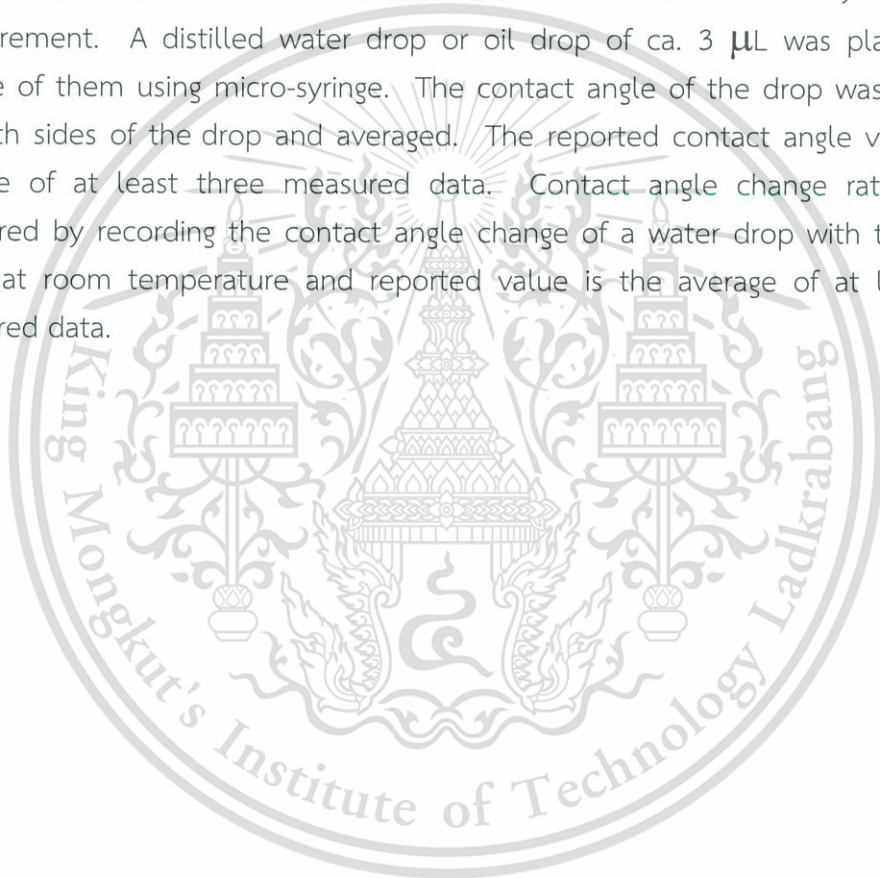 rement. A distilled water drop or oil drop of ca. 3 μL was pla
e of them using micro-syringe. The contact angle of the drop was
th sides of the drop and averaged. The reported contact angle v
e of at least three measured data. Contact angle change rat
red by recording the contact angle change of a water drop with t
at room temperature and reported value is the average of at l
red data.
King Mongkut's Institute of Technology Ladkrabang